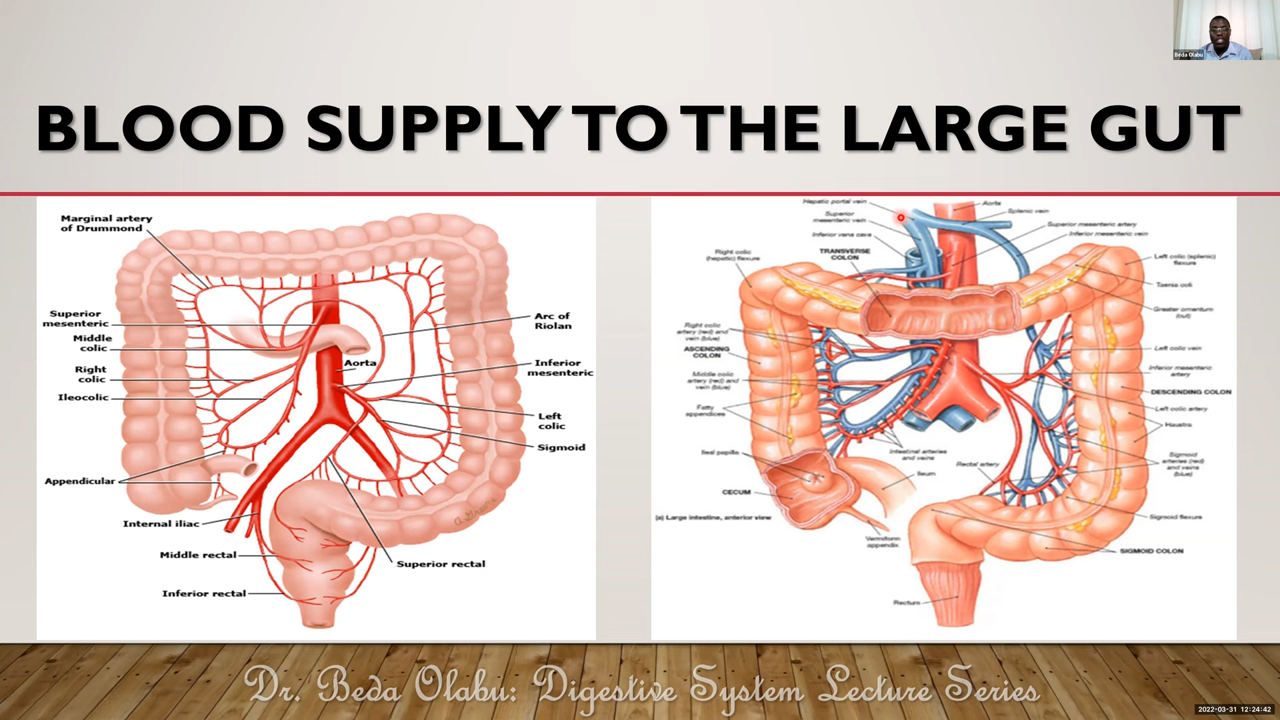 Beda Olabu
BLOOD SUPPLY TO THE LARGE GUT
Marginal artery
of Drummond
Superior
mesenteric
Middle
colic
Right
colic
Ileocolic
Appendicular
Internal iliac
Middle rectal
Inferior rectal
Arc of
Riolan
Aorta
Inferior
mesenteric
Left
colic
Sigmoid
Superior rectal
Hepatic portal vein
Superior
mesenteric vein
Inferior vena cava
TRANSVERSE
COLON
Right colic
(hepatic) flexure
Right colic
artery (red) and
vein (blue)
ASCENDING
COLON
Middle colic
artery (red) and
vein (blue)
Fatty
appendices
Ileal papilla
CECUM
(a) Large intestine, anterior view
Vermiform
appendix
Rectum
Aorta
Splenic vein
Superior mesenteric artery
Inferior mesenteric vein
Left colic (splenic)
flexure
Taenia coli
Greater omentum
(cut)
Left colic vein
Inferior mesenteric
artery
DESCENDING COLON
Left colic artery
Haustra
Intestinal arteries
and veins
Rectal artery
Ileum
Sigmoid
arteries (red)
and veins
(blue)
Sigmoid flexure
SIGMOID COLON
Dr. Beda Olabu: Digestive System Lecture Series
2022-03-31 12:24:42